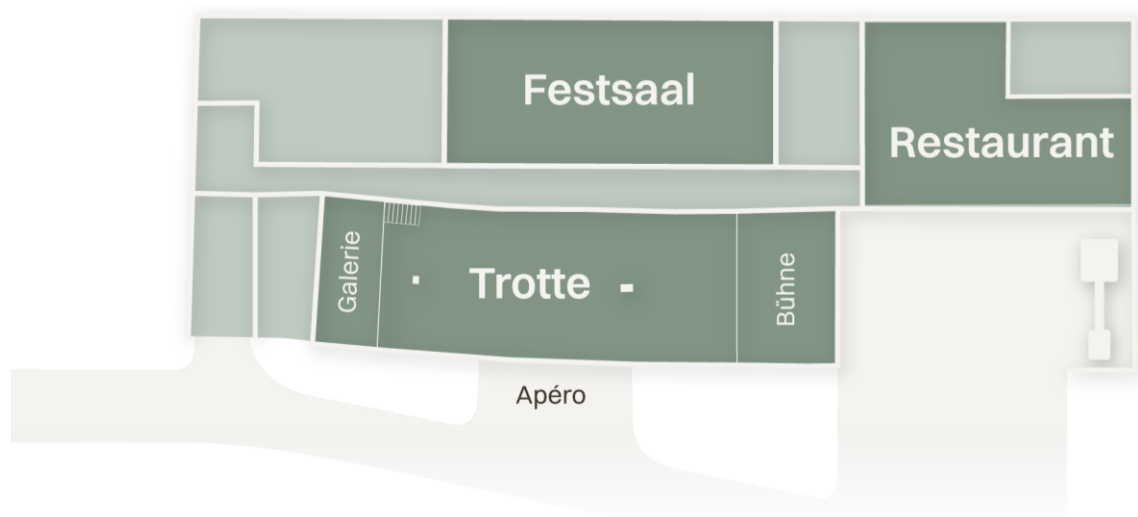 Festsaal
Restaurant
Galerie
Trotte
Bühne
Apéro